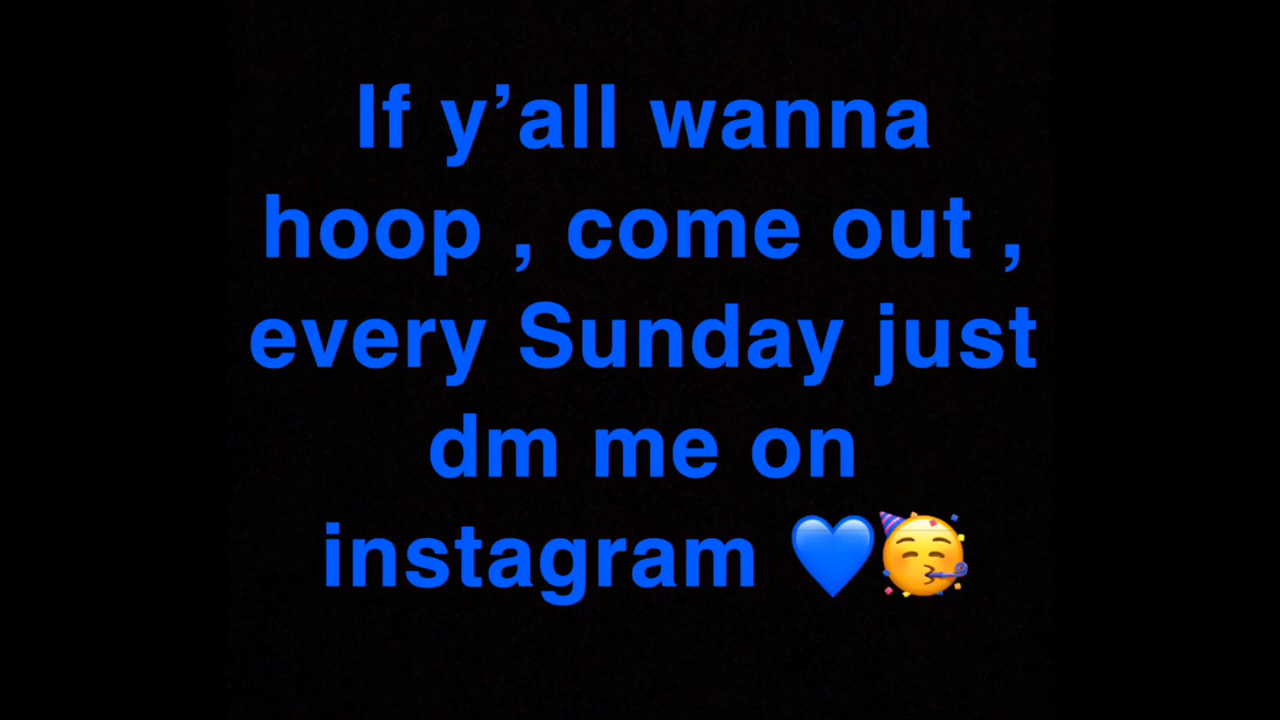 If y’all wanna
hoop , come out ,
every Sunday just
dm me on
instagram 💙🥳